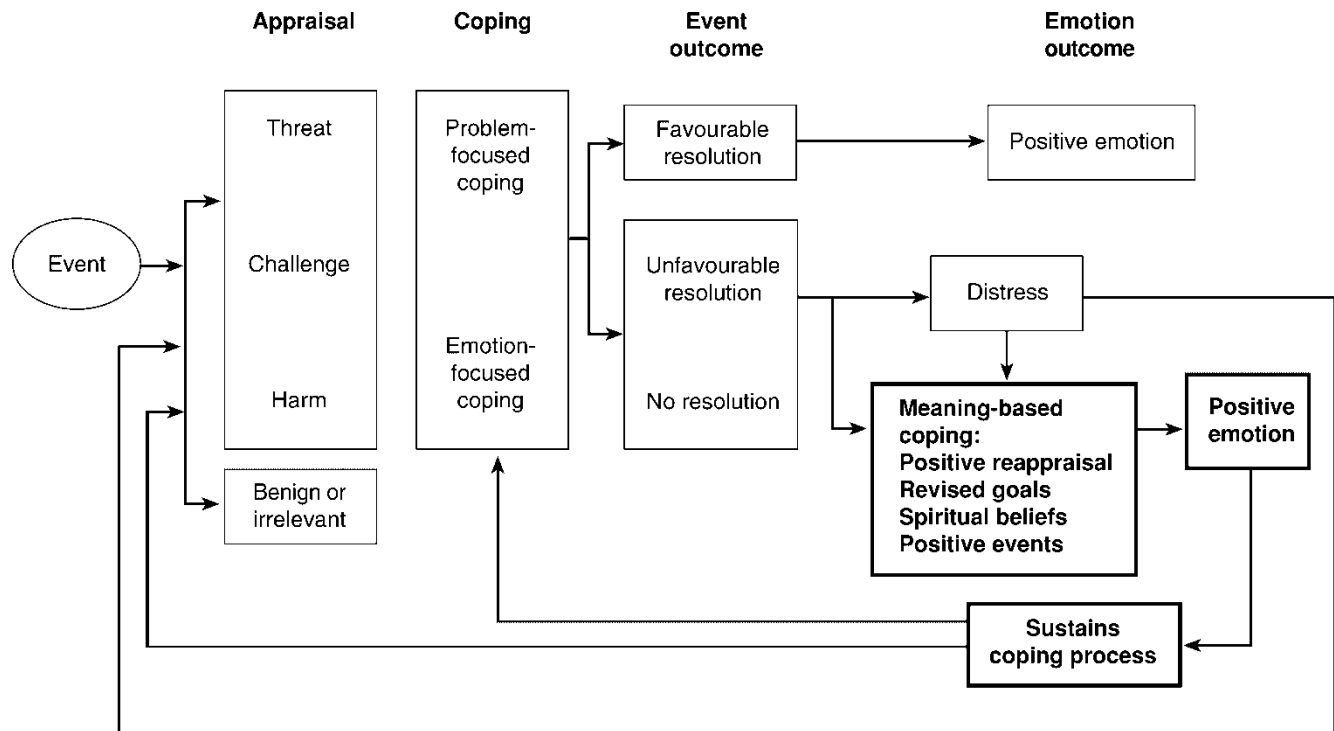 Appraisal
Coping
Event
outcome
Emotion
outcome
Event
Threat
Challenge
Harm
Benign or
irrelevant
Problem-
focused
coping
Emotion-
focused
coping
Favourable
resolution
Unfavourable
resolution
No resolution
Positive emotion
Distress
Meaning-based
coping:
Positive reappraisal
Revised goals
Spiritual beliefs
Positive events
Positive
emotion
Sustains
coping process